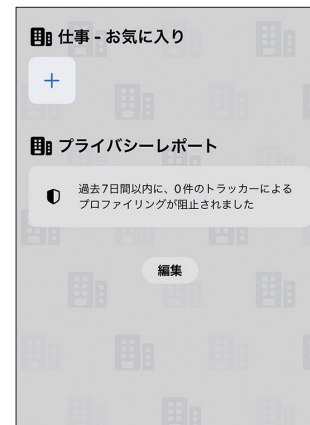 仕事 - お気に入り
プライバシーレポート
過去7日間以内に、0件のトラッカーによる
プロファイリングが阻止されました
編集